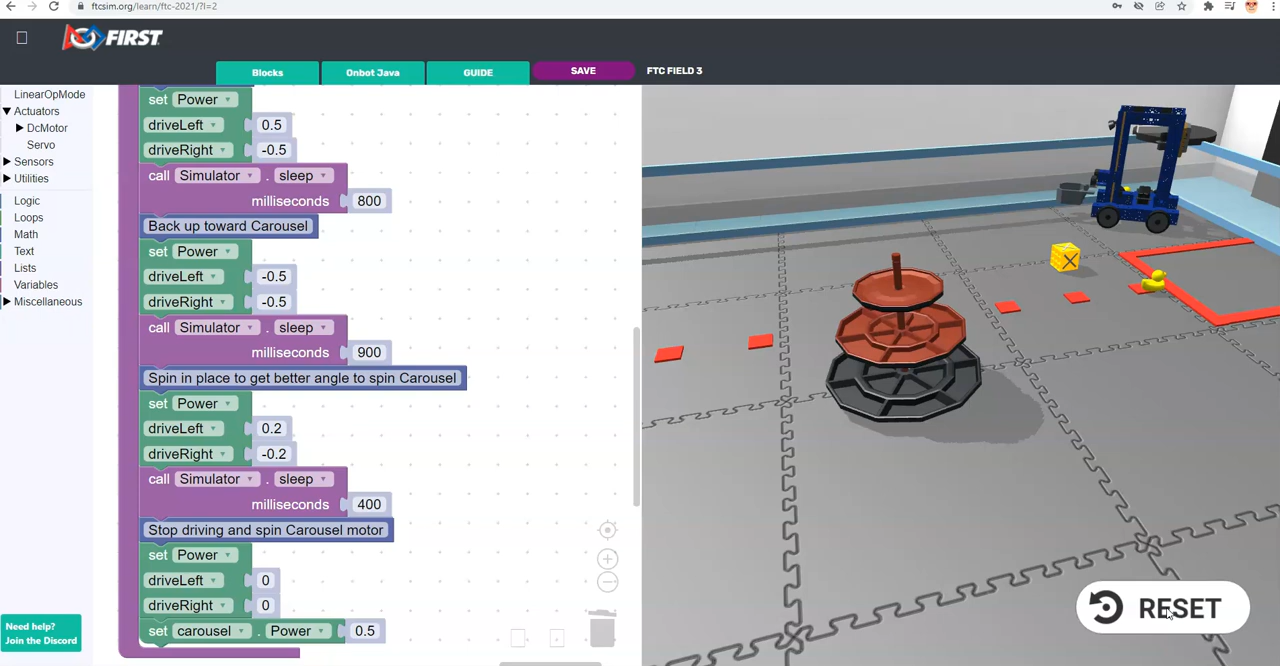 ftcsim.org/learn/ftc-2021/?l=2
FIRST
Blocks
Onbot Java
GUIDE
SAVE
FTC FIELD 3
LinearOpMode
Actuators
DcMotor
Servo
Sensors
Utilities
Logic
Loops
Math
Text
Lists
Variables
Miscellaneous
Need help?
Join the Discord
set Power
driveLeft 0.5
driveRight -0.5
call Simulator . sleep
milliseconds 800
Back up toward Carousel
set Power
driveLeft -0.5
driveRight -0.5
call Simulator . sleep
milliseconds 900
Spin in place to get better angle to spin Carousel
set Power
driveLeft 0.2
driveRight -0.2
call Simulator . sleep
milliseconds 400
Stop driving and spin Carousel motor
set Power
driveLeft 0
driveRight 0
set carousel . Power 0.5
RESET